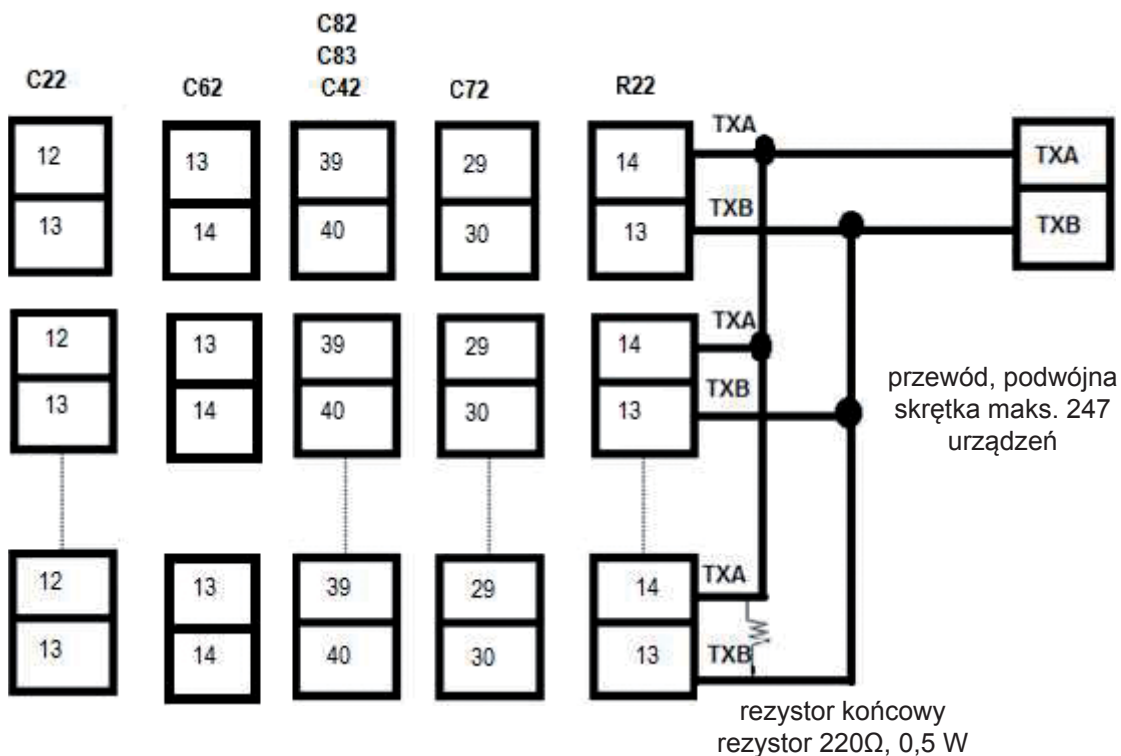 C22
C62
C82
C83
C42
C72
R22
12
13
39
29
14
TXA
TXA
13
14
40
30
13
TXB
TXB
12
13
39
29
14
TXA
13
14
40
30
13
TXB
przewód, podwójna
skrętka maks. 247
urządzeń
12
13
39
29
14
TXA
13
14
40
30
13
TXB
rezystor końcowy
rezystor 220Ω, 0,5 W